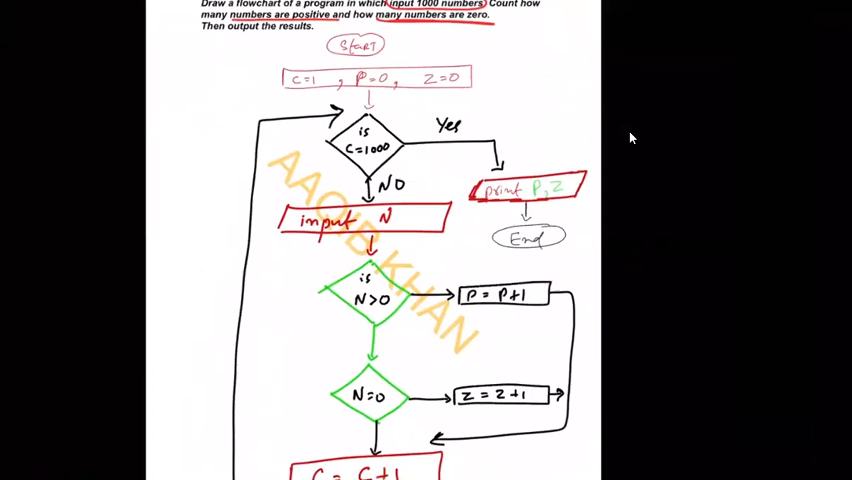 Draw a flowchart of a program in which input 1000 numbers. Count how
many numbers are positive and how many numbers are zero.
Then output the results.
Start
C=1 , P=0, Z=0
is
C=1000
Yes
NO
print P,Z
End
input N
is
N>0
P = P+1
N=0
Z = Z+1
C = C+1
AAQIB KHAN